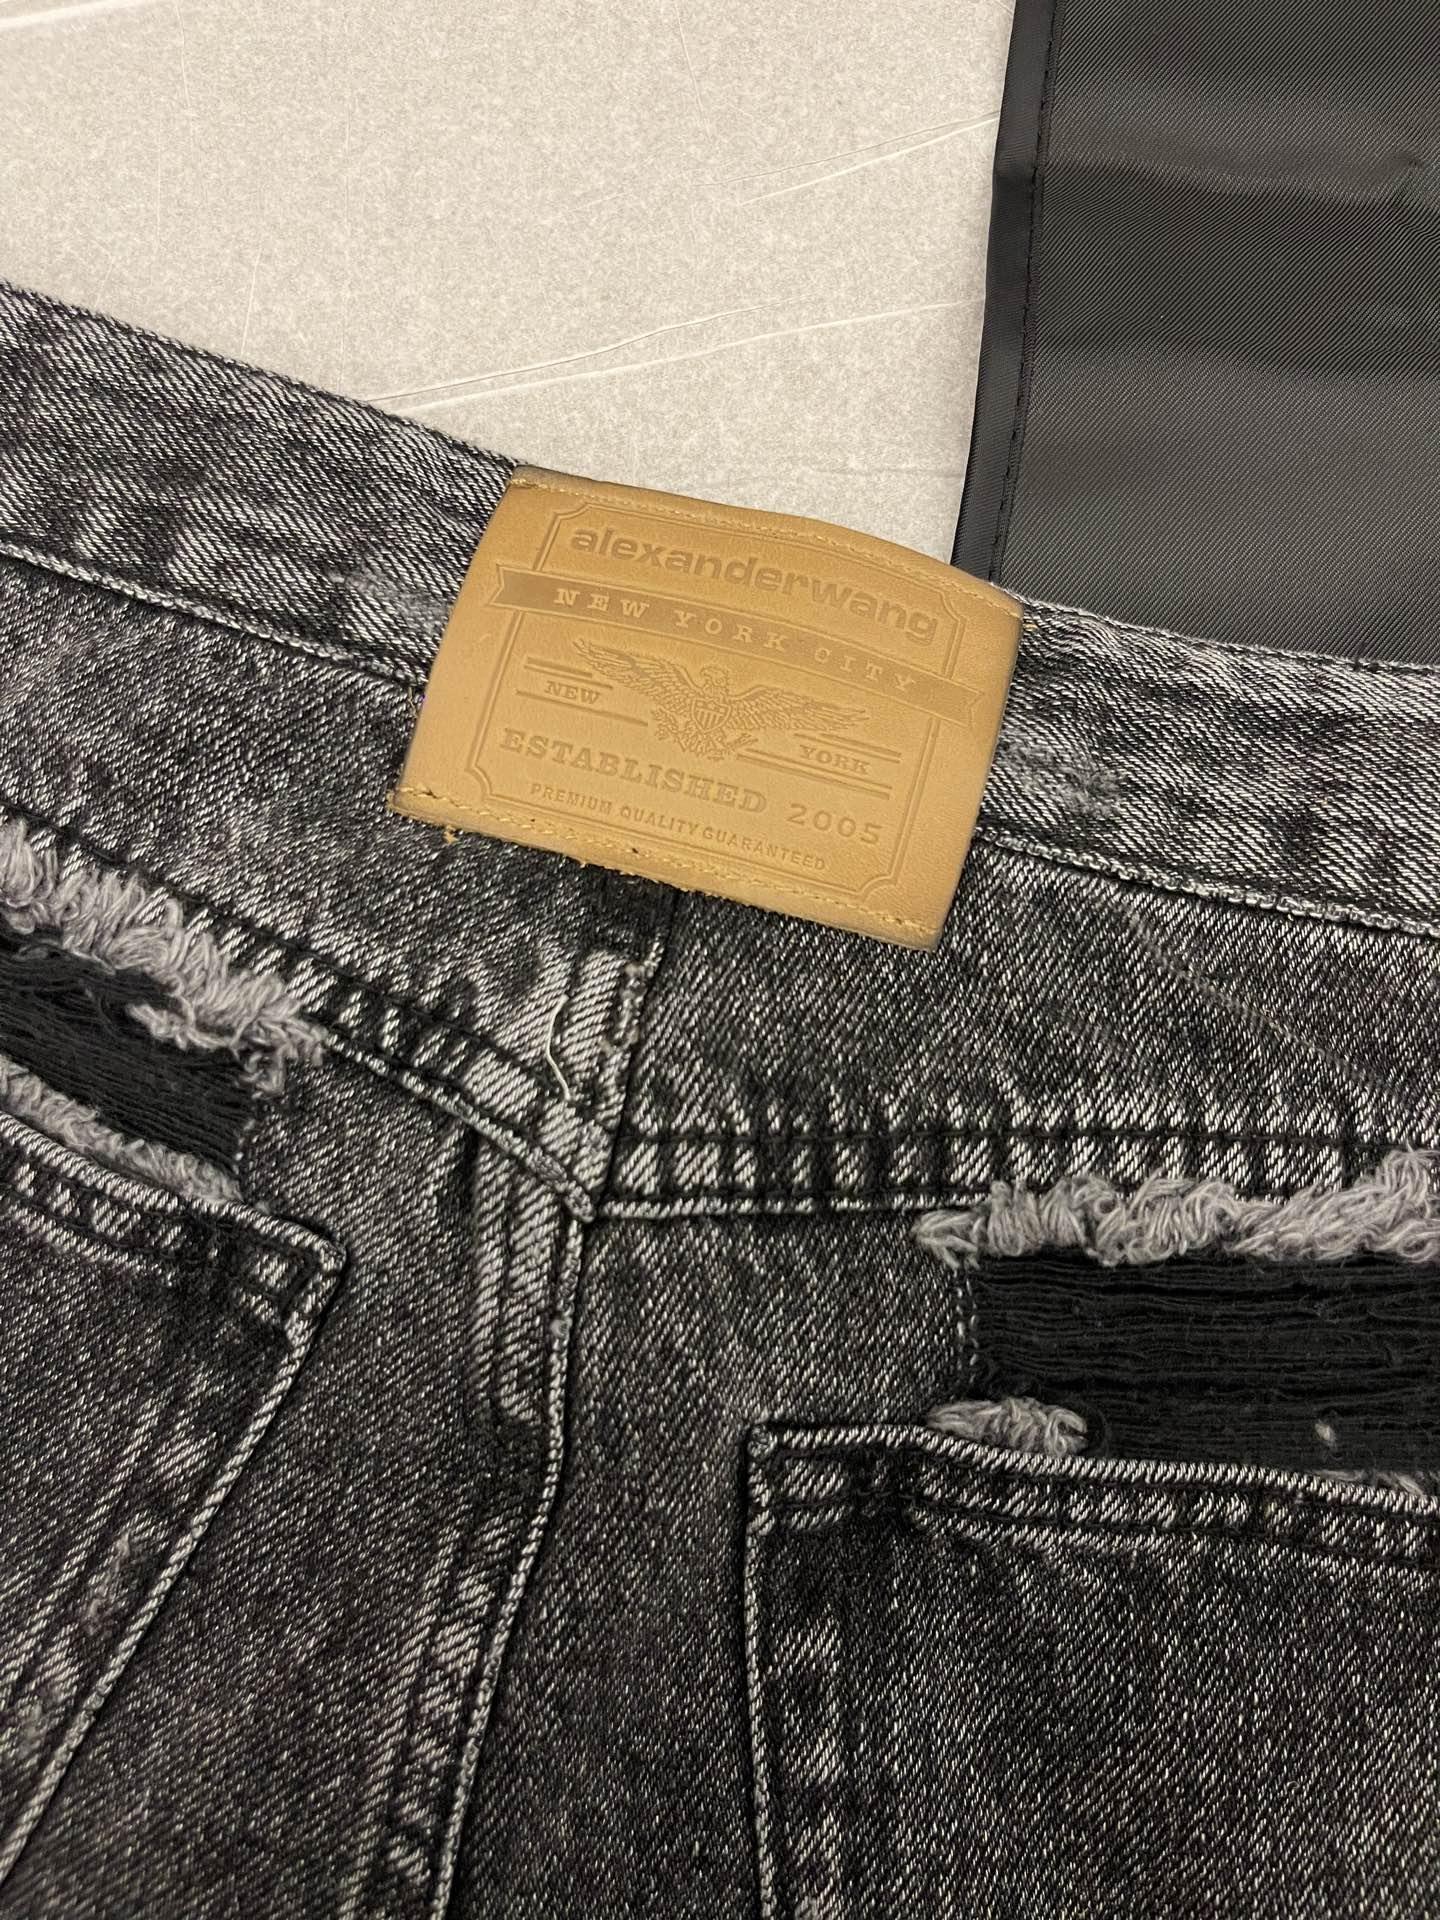 alexanderwang
NEW YORK CITY
NEW
YORK
ESTABLISHED 2005
PREMIUM QUALITY GUARANTEED